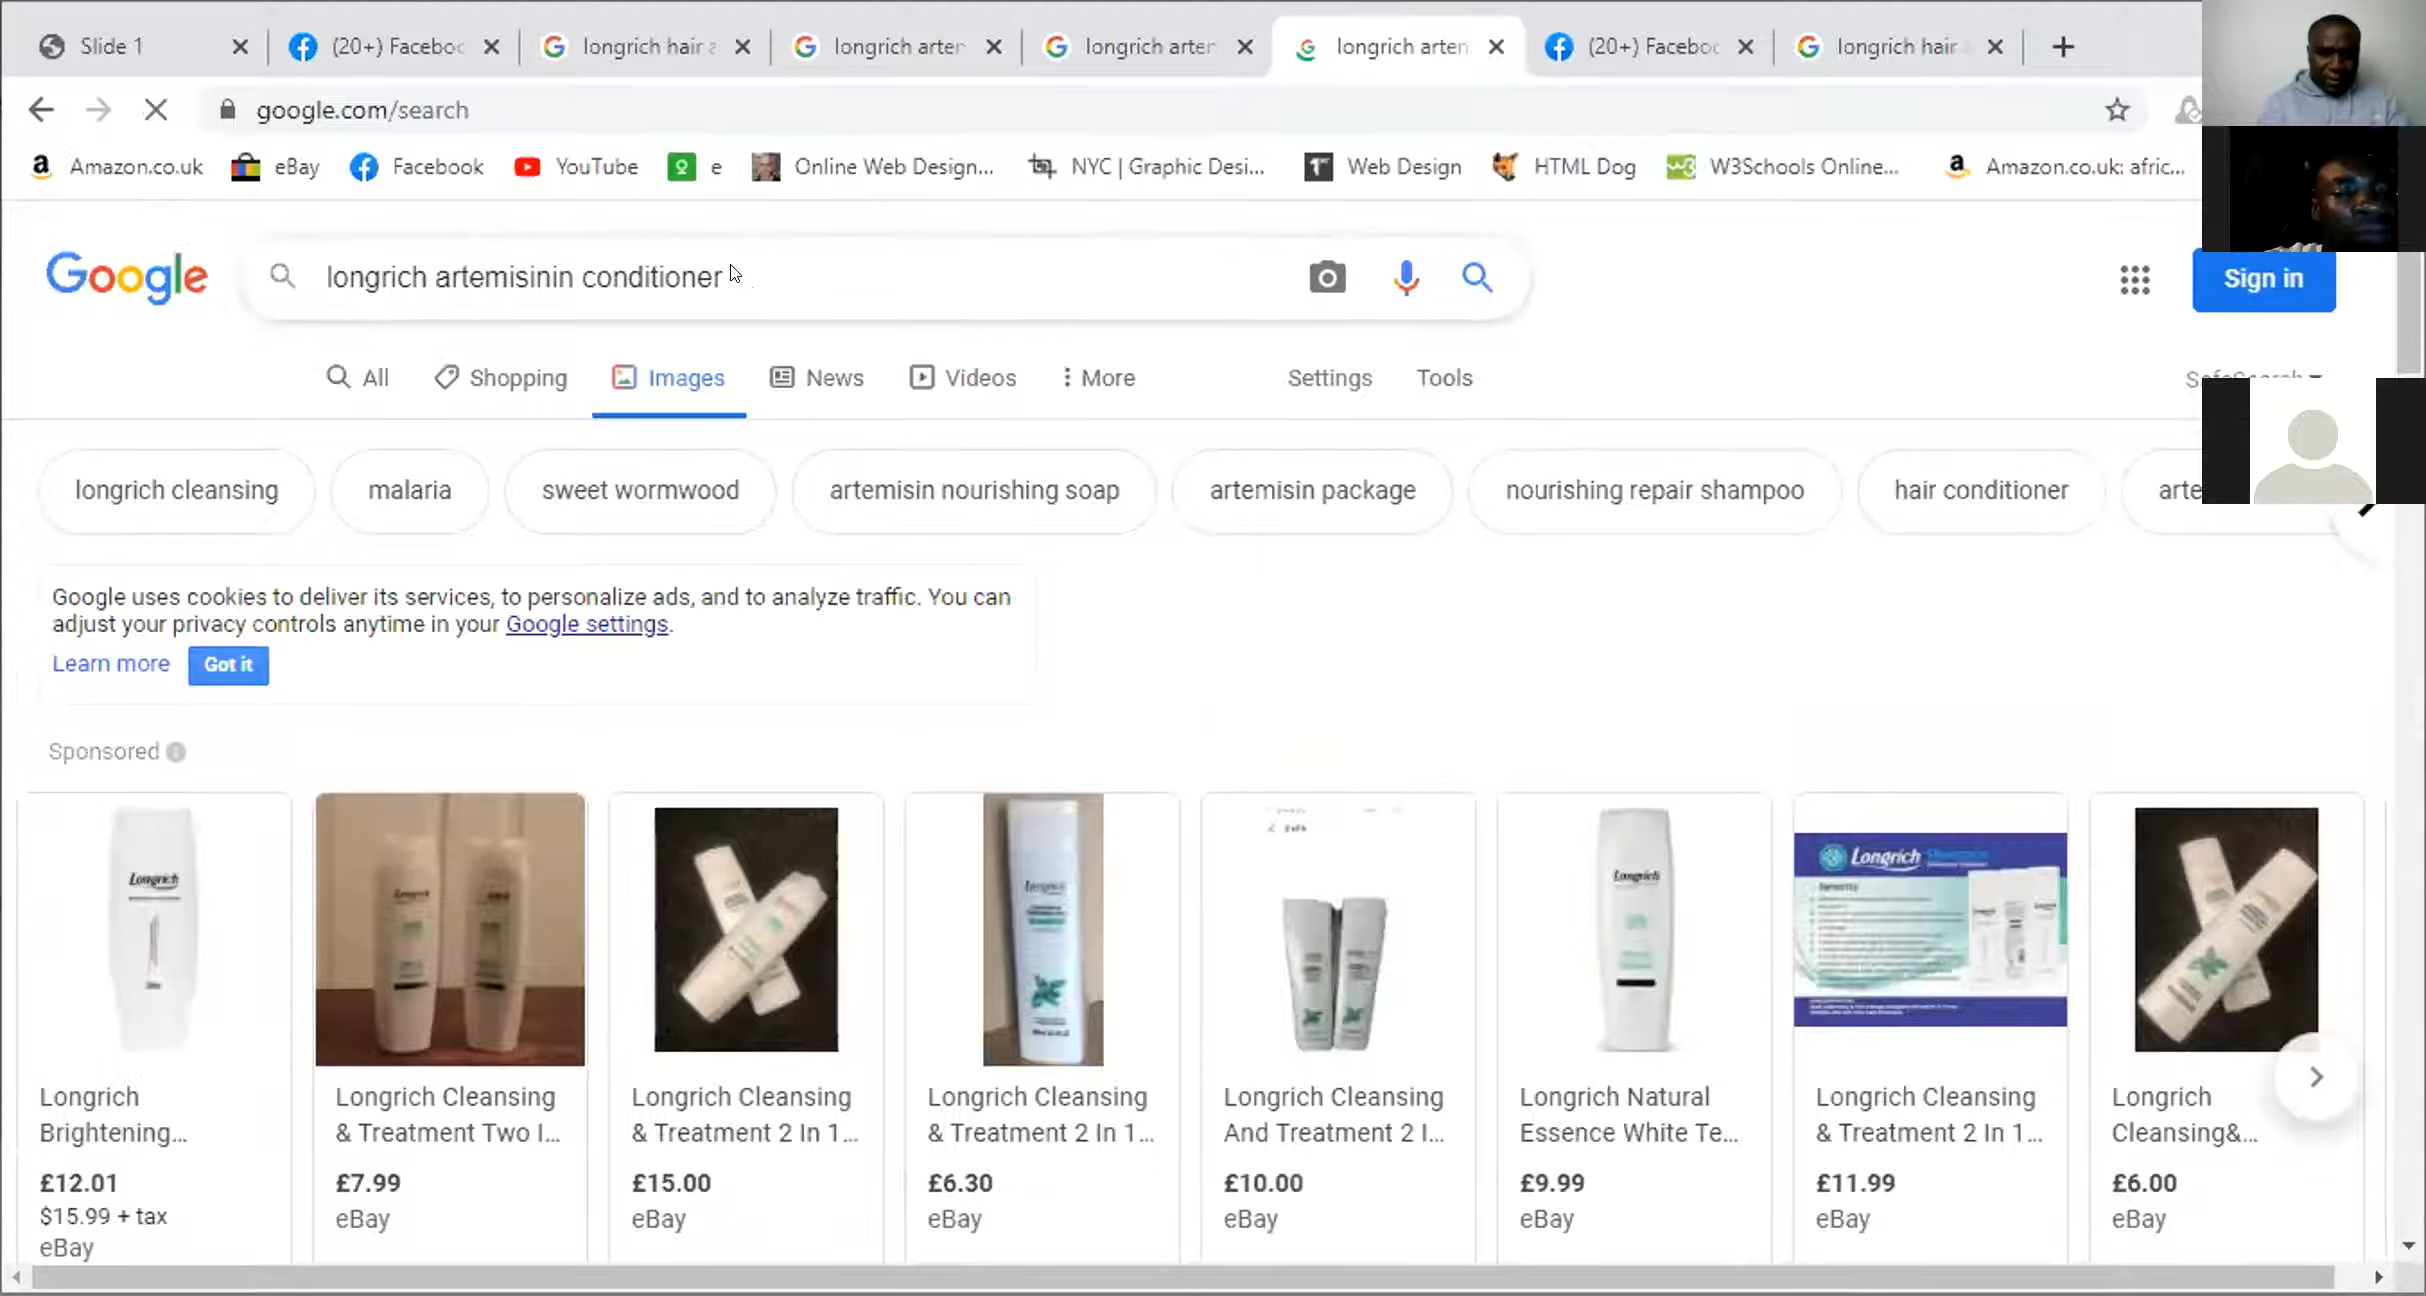 Slide 1
(20+) Faceboc
longrich hair a
longrich arten
longrich arten
longrich arten
(20+) Faceboc
longrich hair
google.com/search
Amazon.co.uk
eBay
Facebook
YouTube
e
Online Web Design...
NYC | Graphic Desi...
Web Design
HTML Dog
W3Schools Online...
Amazon.co.uk: afric...
Google
longrich artemisinin conditioner
Sign in
All
Shopping
Images
News
Videos
More
Settings
Tools
longrich cleansing
malaria
sweet wormwood
artemisin nourishing soap
artemisin package
nourishing repair shampoo
hair conditioner
arte
Google uses cookies to deliver its services, to personalize ads, and to analyze traffic. You can
adjust your privacy controls anytime in your Google settings.
Learn more
Got it
Sponsored
Longrich
Longrich
Longrich
Longrich
Longrich
Longrich
Brightening...
£12.01
$15.99 + tax
eBay
Longrich Cleansing
& Treatment Two I...
£7.99
eBay
Longrich Cleansing
& Treatment 2 In 1...
£15.00
eBay
Longrich Cleansing
& Treatment 2 In 1...
£6.30
eBay
Longrich Cleansing
And Treatment 2 I...
£10.00
eBay
Longrich Natural
Essence White Te...
£9.99
eBay
Longrich Cleansing
& Treatment 2 In 1...
£11.99
eBay
Longrich
Cleansing&...
£6.00
eBay